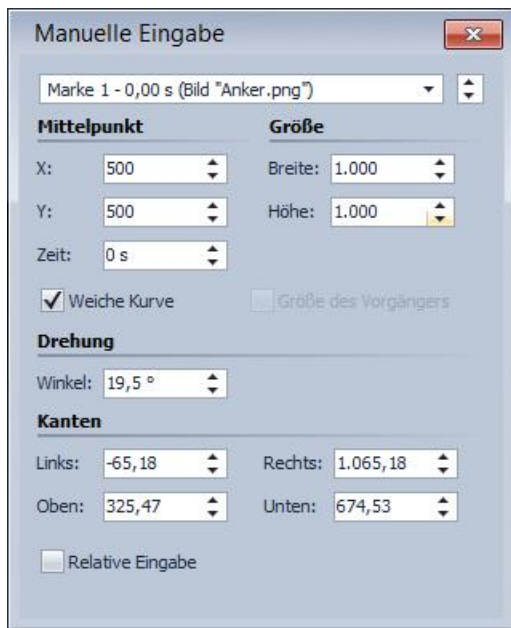 Manuelle Eingabe
Marke 1 - 0,00 s (Bild "Anker.png")
Mittelpunkt Größe
X: 500 Breite: 1.000
Y: 500 Höhe: 1.000
Zeit: 0 s
Weiche Kurve Größe des Vorgängers
Drehung
Winkel: 19,5 °
Kanten
Links: -65,18 Rechts: 1.065,18
Oben: 325,47 Unten: 674,53
Relative Eingabe